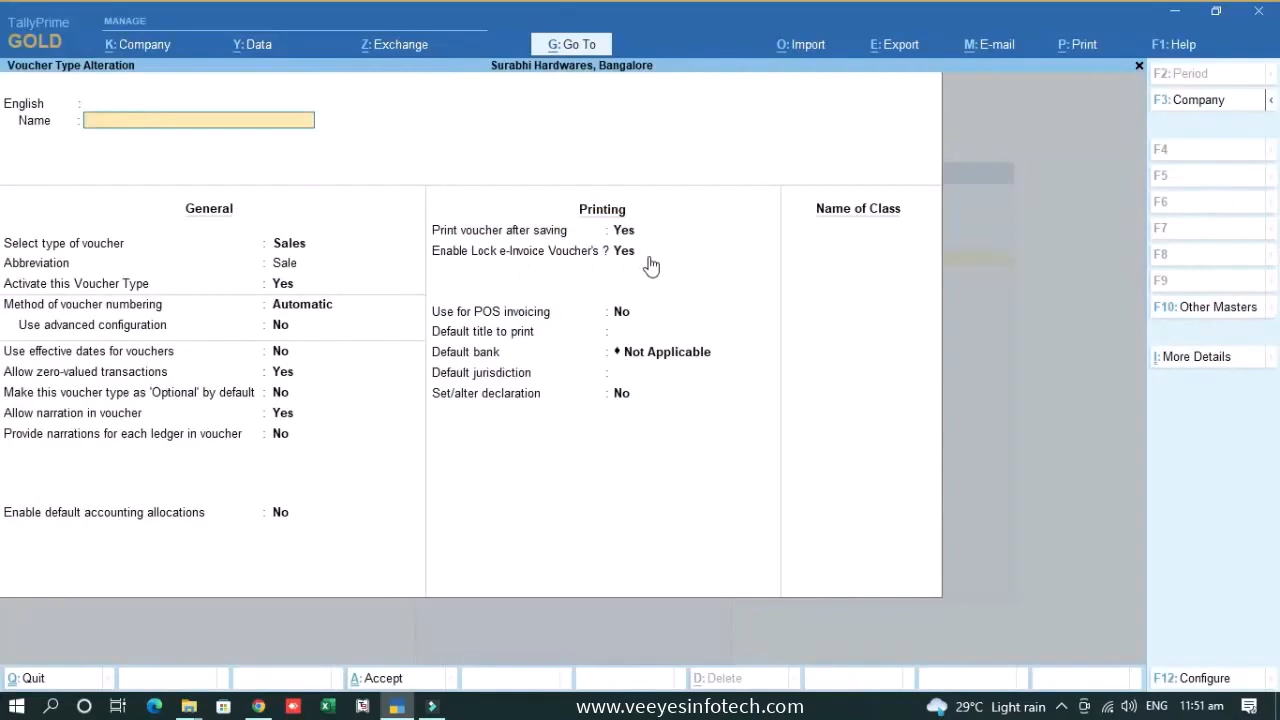 TallyPrime
GOLD
MANAGE
K: Company
Y: Data
Z: Exchange
G: Go To
O: Import
E: Export
M: E-mail
P: Print
F1: Help
Voucher Type Alteration
Surabhi Hardwares, Bangalore
English :
Name :
General
Select type of voucher : Sales
Abbreviation : Sale
Activate this Voucher Type : Yes
Method of voucher numbering : Automatic
Use advanced configuration : No
Use effective dates for vouchers : No
Allow zero-valued transactions : Yes
Make this voucher type as 'Optional' by default : No
Allow narration in voucher : Yes
Provide narrations for each ledger in voucher : No
Enable default accounting allocations : No
Printing
Print voucher after saving : Yes
Enable Lock e-Invoice Voucher's ? Yes
Use for POS invoicing : No
Default title to print :
Default bank : ♦ Not Applicable
Default jurisdiction :
Set/alter declaration : No
Name of Class
F2: Period
F3: Company
F4
F5
F6
F7
F8
F9
F10: Other Masters
I: More Details
F12: Configure
Q: Quit
A: Accept
D: Delete
www.veeyesinfotech.com
29°C Light rain
ENG
11:51 am